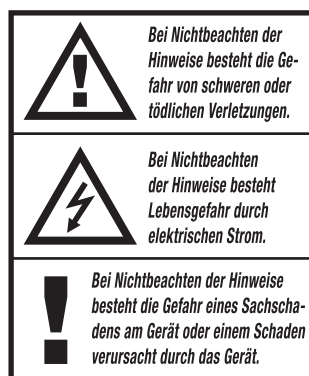 Bei Nichtbeachten der
Hinweise besteht die Ge-
fahr von schweren oder
tödlichen Verletzungen.
Bei Nichtbeachten
der Hinweise besteht
Lebensgefahr durch
elektrischen Strom.
Bei Nichtbeachten der Hinweise
besteht die Gefahr eines Sachscha-
dens am Gerät oder einem Schaden
verursacht durch das Gerät.